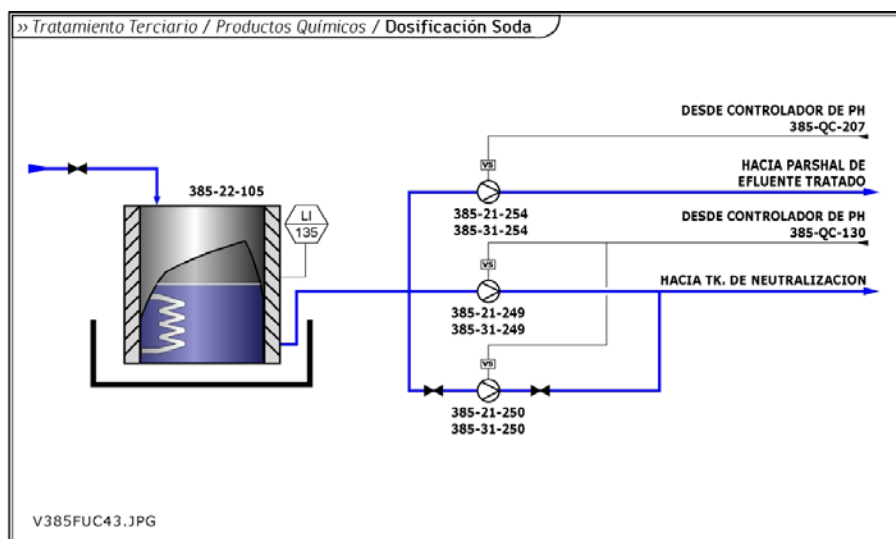 » Tratamiento Terciario / Productos Químicos / Dosificación Soda
DESDE CONTROLADOR DE PH
385-QC-207
VS
HACIA PARSHAL DE
EFLUENTE TRATADO
385-22-105
LI
135
385-21-254
385-31-254
DESDE CONTROLADOR DE PH
385-QC-130
VS
HACIA TK. DE NEUTRALIZACION
385-21-249
385-31-249
VS
385-21-250
385-31-250
V385FUC43.JPG